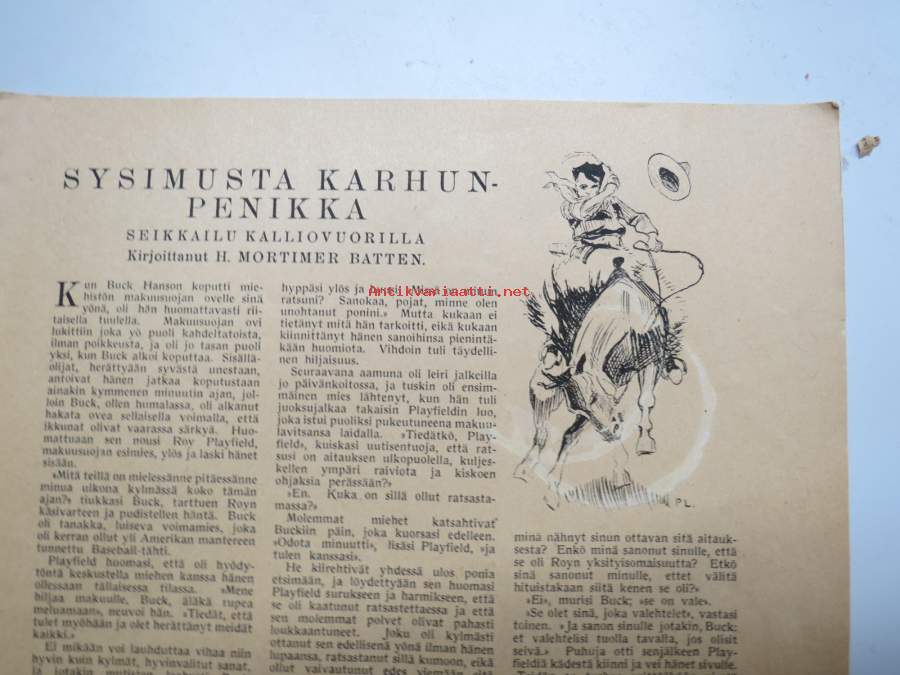 SYSIMUSTA KARHUN-
PENIKKA
SEIKKAILU KALLIOVUORILLA
Kirjoittanut H. MORTIMER BATTEN.
Kun Buck Hanson koputti mie-
histön makuusuojan ovelle sinä
yönä, oli hän huomattavasti rii-
taisella tuulella. Makuusuojan ovi
lukittiin joka yö puoli kahdeltatoista,
ilman poikkeusta, ja oli jo tasan puoli
yksi, kun Buck alkoi koputtaa. Sisällä-
olijat, herättyään syvästä unestaan,
antoivat hänen jatkaa koputustaan
ainakin kymmenen minuutin ajan, jol-
loin Buck, ollen humalassa, oli alkanut
hakata ovea sellaisella voimalla, että
ikkunat olivat vaarassa särkyä. Huo-
mattuaan sen nousi Roy Playfield,
makuusuojan esimies, ylös ja laski hänet
sisään.
»Mitä teillä on mielessänne pitäessänne
minua ulkona kylmässä koko tämän
ajan?» tiukkasi Buck, tarttuen Royn
käsivarteen ja pudistellen häntä. Buck
oli tanakka, luiseva voimamies, joka
oli kerran ollut yli Amerikan mantereen
tunnettu Baseball-tähti.
Playfield huomasi, että oli hyödy-
töntä keskustella miehen kanssa hänen
ollessaan tällaisessa tilassa. »Mene
hiljaa makuulle, Buck, äläkä rupea
meluamaan», neuvoi hän. »Tiedät, että
tulet myöhään ja olet herättänyt meidät
kaikki.»
Ei mikään voi lauhduttaa vihaa niin
hyvin kuin kylmät, hyvinvalitut sanat,
ja jotakin mutisten
hyppäsi ylös ja
ratsuni? Sanokaa, pojat, minne olen
unohtanut ponini.» Mutta kukaan ei
tietänyt mitä hän tarkoitti, eikä kukaan
kiinnittänyt hänen sanoihinsa pienintä-
kään huomiota. Vihdoin tuli täydelli-
nen hiljaisuus.
Seuraavana aamuna oli leiri jalkeilla
jo päivänkoitossa, ja tuskin oli ensim-
mäinen mies lähtenyt, kun hän tuli
juoksujalkaa takaisin Playfieldin luo,
joka istui puoliksi pukeutuneena makuu-
lavitsansa laidalla. »Tiedätkö, Play-
field», kuiskasi uutisentuoja, »että rat-
susi on aitauksen ulkopuolella, kuljes-
kellen ympäri raiviota ja kiskoen
ohjaksia perässään?»
»En. Kuka on sillä ollut ratsasta-
massa?»
Molemmat miehet katsahtivat
Buckiin päin, joka kuorsasi edelleen.
»Odota minuutti», lisäsi Playfield, »ja
tulen kanssasi».
He kiirehtivät yhdessä ulos ponia
etsimään, ja löydettyään sen huomasi
Playfield surukseen ja harmikseen, että
se oli kaatunut ratsastettaessa ja että
sen molemmat polvet olivat pahasti
loukkaantuneet. Joku oli kylmästi
ottanut sen edellisenä yönä ilman hänen
lupaansa, ratsastanut sillä kumoon, eikä
ollut vaivautunut edes viemään sitä
PL.
minä nähnyt sinun ottavan sitä aitauk-
sesta? Enkö minä sanonut sinulle, että
se oli Royn yksityisomaisuutta? Etkö
sinä sanonut minulle, ettet välitä
hituistakaan siitä kenen se oli?»
»Ei», murisi Buck; »se on vale».
»Se olet sinä, joka valehtelet», vastasi
toinen. »Ja sanon sinulle jotakin, Buck:
et valehtelisi tuolla tavalla, jos olisit
selvä.» Puhuja otti senjälkeen Play-
fieldiä kädestä kiinni ja vei hänet sivulle.
Antikvariaatti.net